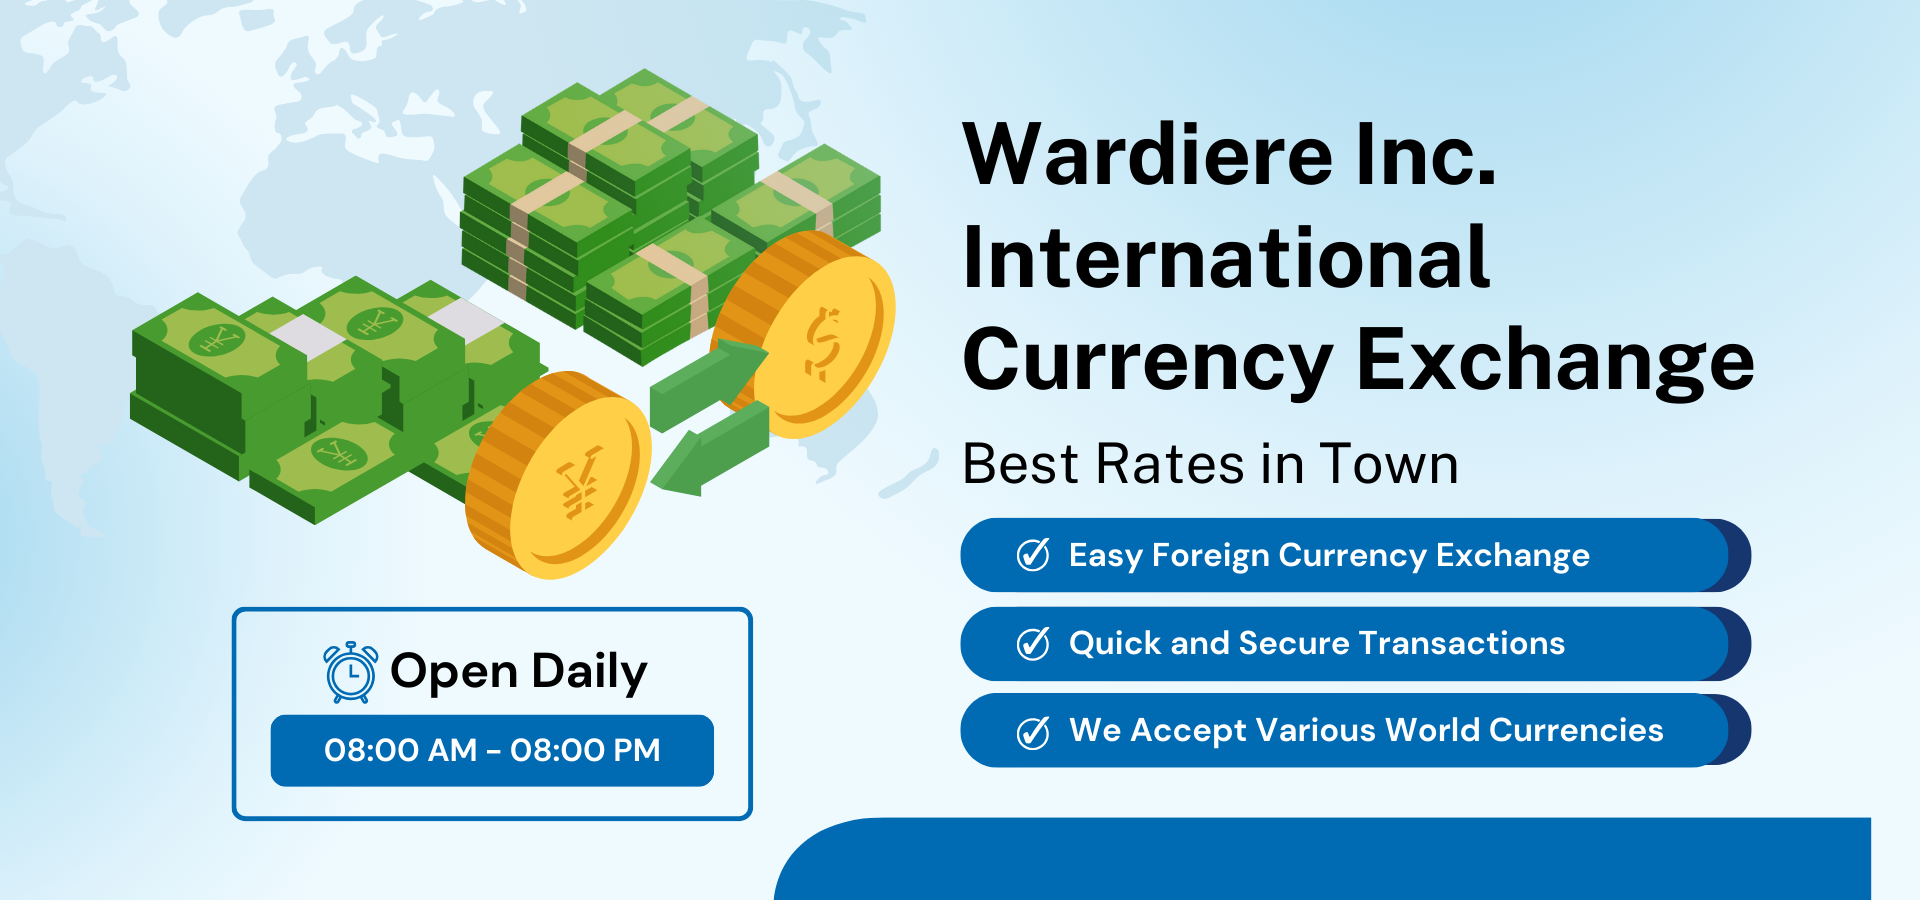 Wardiere Inc.
International
Currency Exchange
Best Rates in Town
Easy Foreign Currency Exchange
Quick and Secure Transactions
We Accept Various World Currencies
Open Daily
08:00 AM – 08:00 PM
$
¥